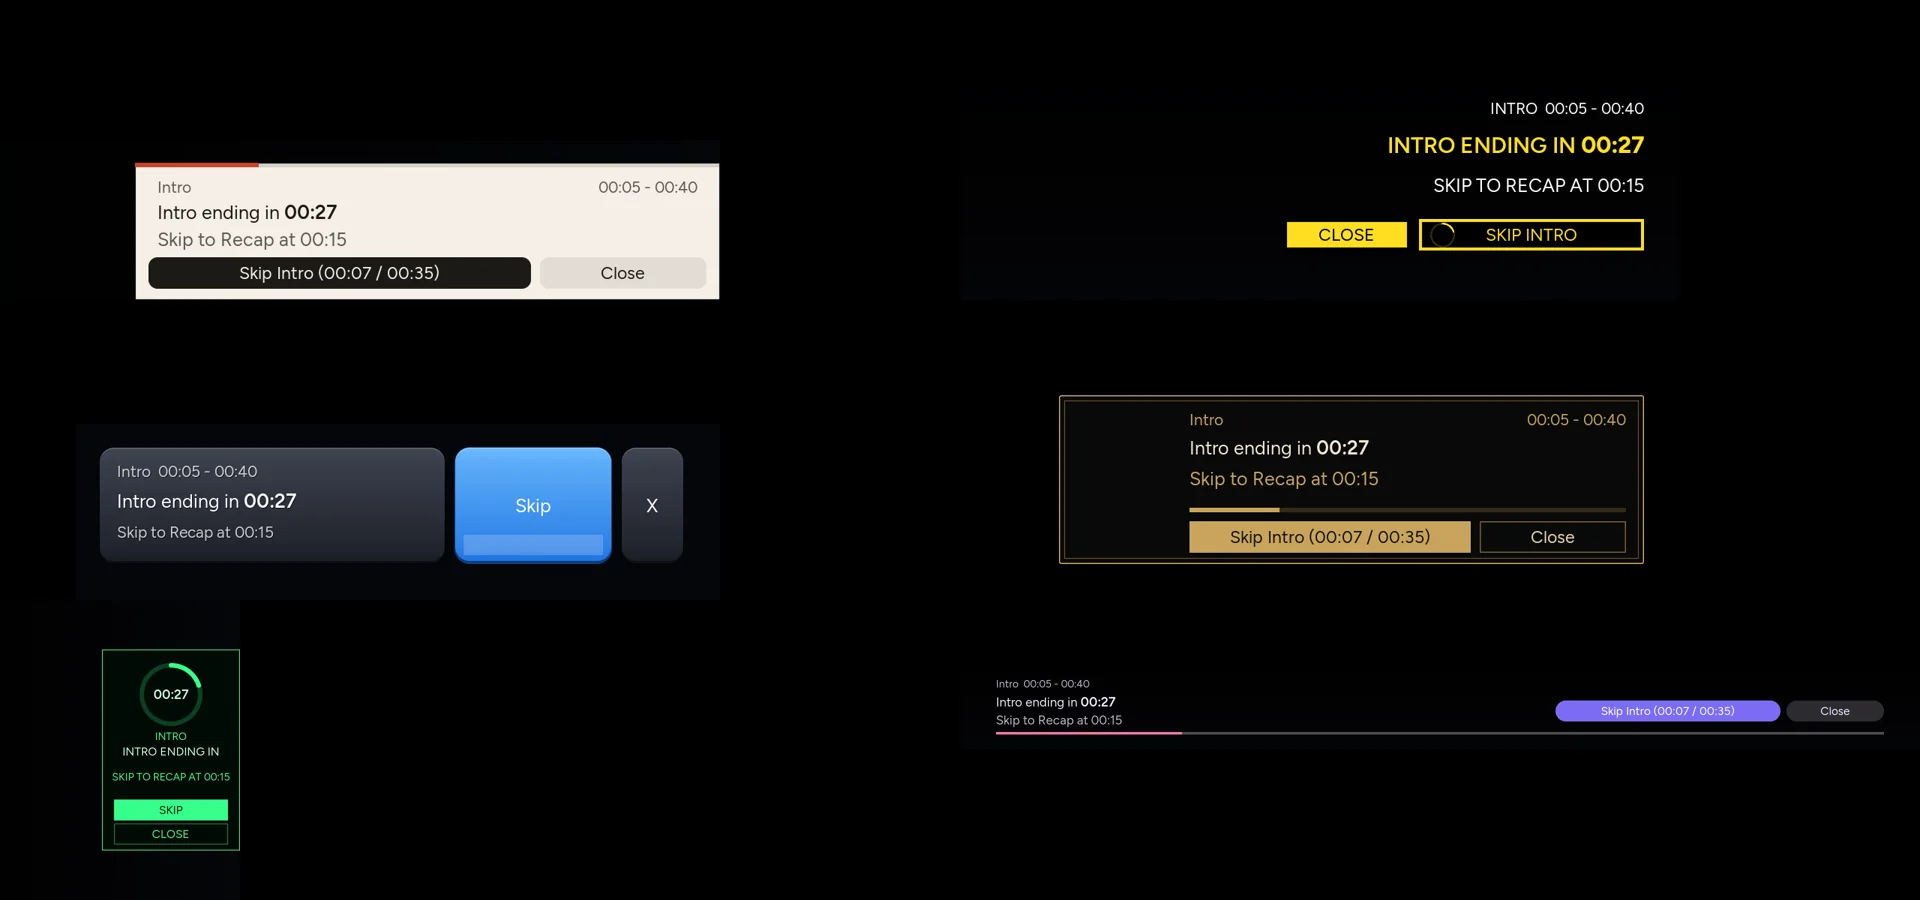 Intro 00:05 - 00:40
Intro ending in 00:27
Skip to Recap at 00:15
Skip Intro (00:07 / 00:35) Close
INTRO 00:05 - 00:40
INTRO ENDING IN 00:27
SKIP TO RECAP AT 00:15
CLOSE SKIP INTRO
Intro 00:05 - 00:40
Intro ending in 00:27
Skip to Recap at 00:15
Skip
X
Intro 00:05 - 00:40
Intro ending in 00:27
Skip to Recap at 00:15
Skip Intro (00:07 / 00:35) Close
00:27
INTRO
INTRO ENDING IN
SKIP TO RECAP AT 00:15
SKIP
CLOSE
Intro 00:05 - 00:40
Intro ending in 00:27
Skip to Recap at 00:15
Skip Intro (00:07 / 00:35) Close